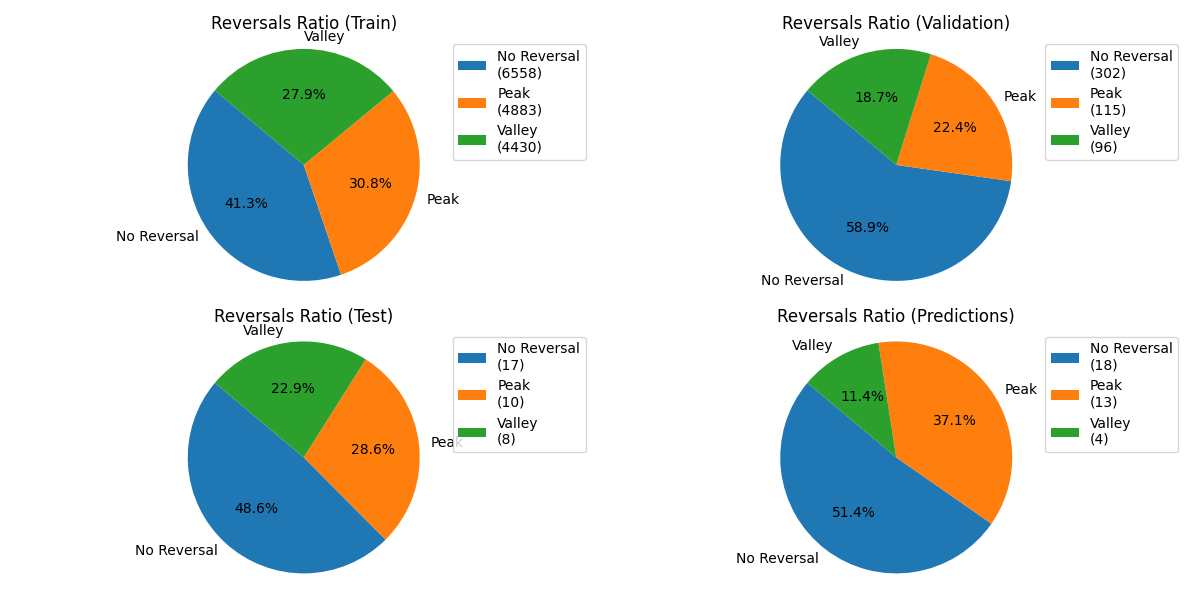 Reversals Ratio (Train)
Valley
27.9%
30.8%
41.3%
Peak
No Reversal
No Reversal
(6558)
Peak
(4883)
Valley
(4430)
Reversals Ratio (Validation)
Valley
18.7%
Peak
22.4%
58.9%
No Reversal
No Reversal
(302)
Peak
(115)
Valley
(96)
Reversals Ratio (Test)
Valley
22.9%
28.6%
Peak
48.6%
No Reversal
No Reversal
(17)
Peak
(10)
Valley
(8)
Reversals Ratio (Predictions)
Valley
11.4%
Peak
37.1%
51.4%
No Reversal
No Reversal
(18)
Peak
(13)
Valley
(4)